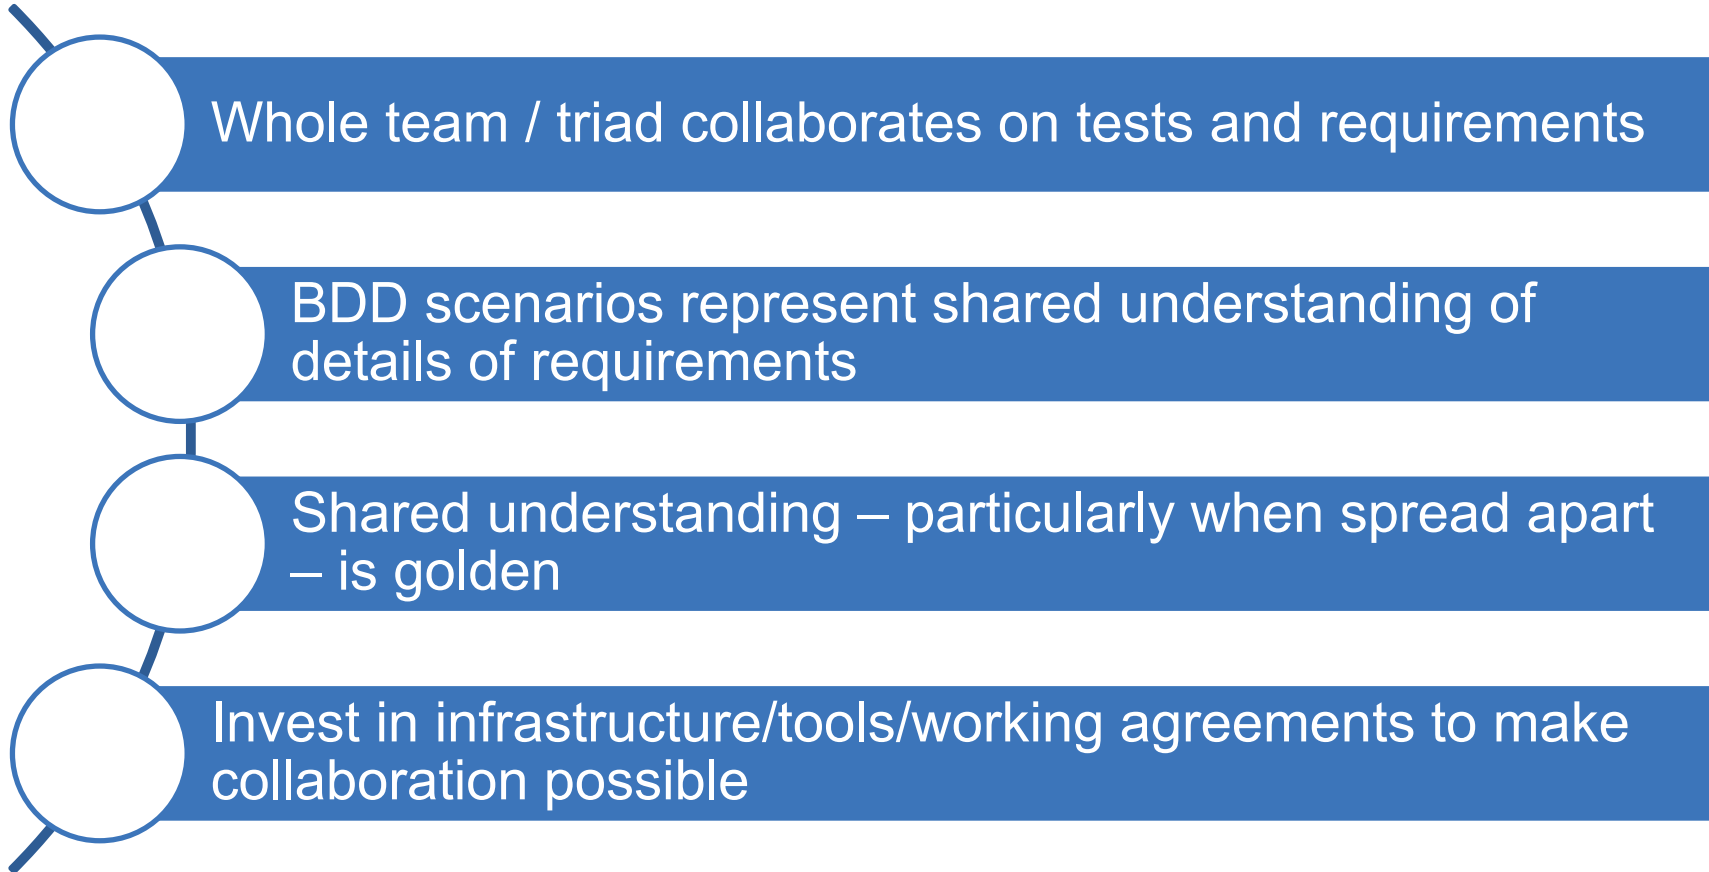 Whole team / triad collaborates on tests and requirements
BDD scenarios represent shared understanding of
details of requirements
Shared understanding – particularly when spread apart
– is golden
Invest in infrastructure/tools/working agreements to make
collaboration possible